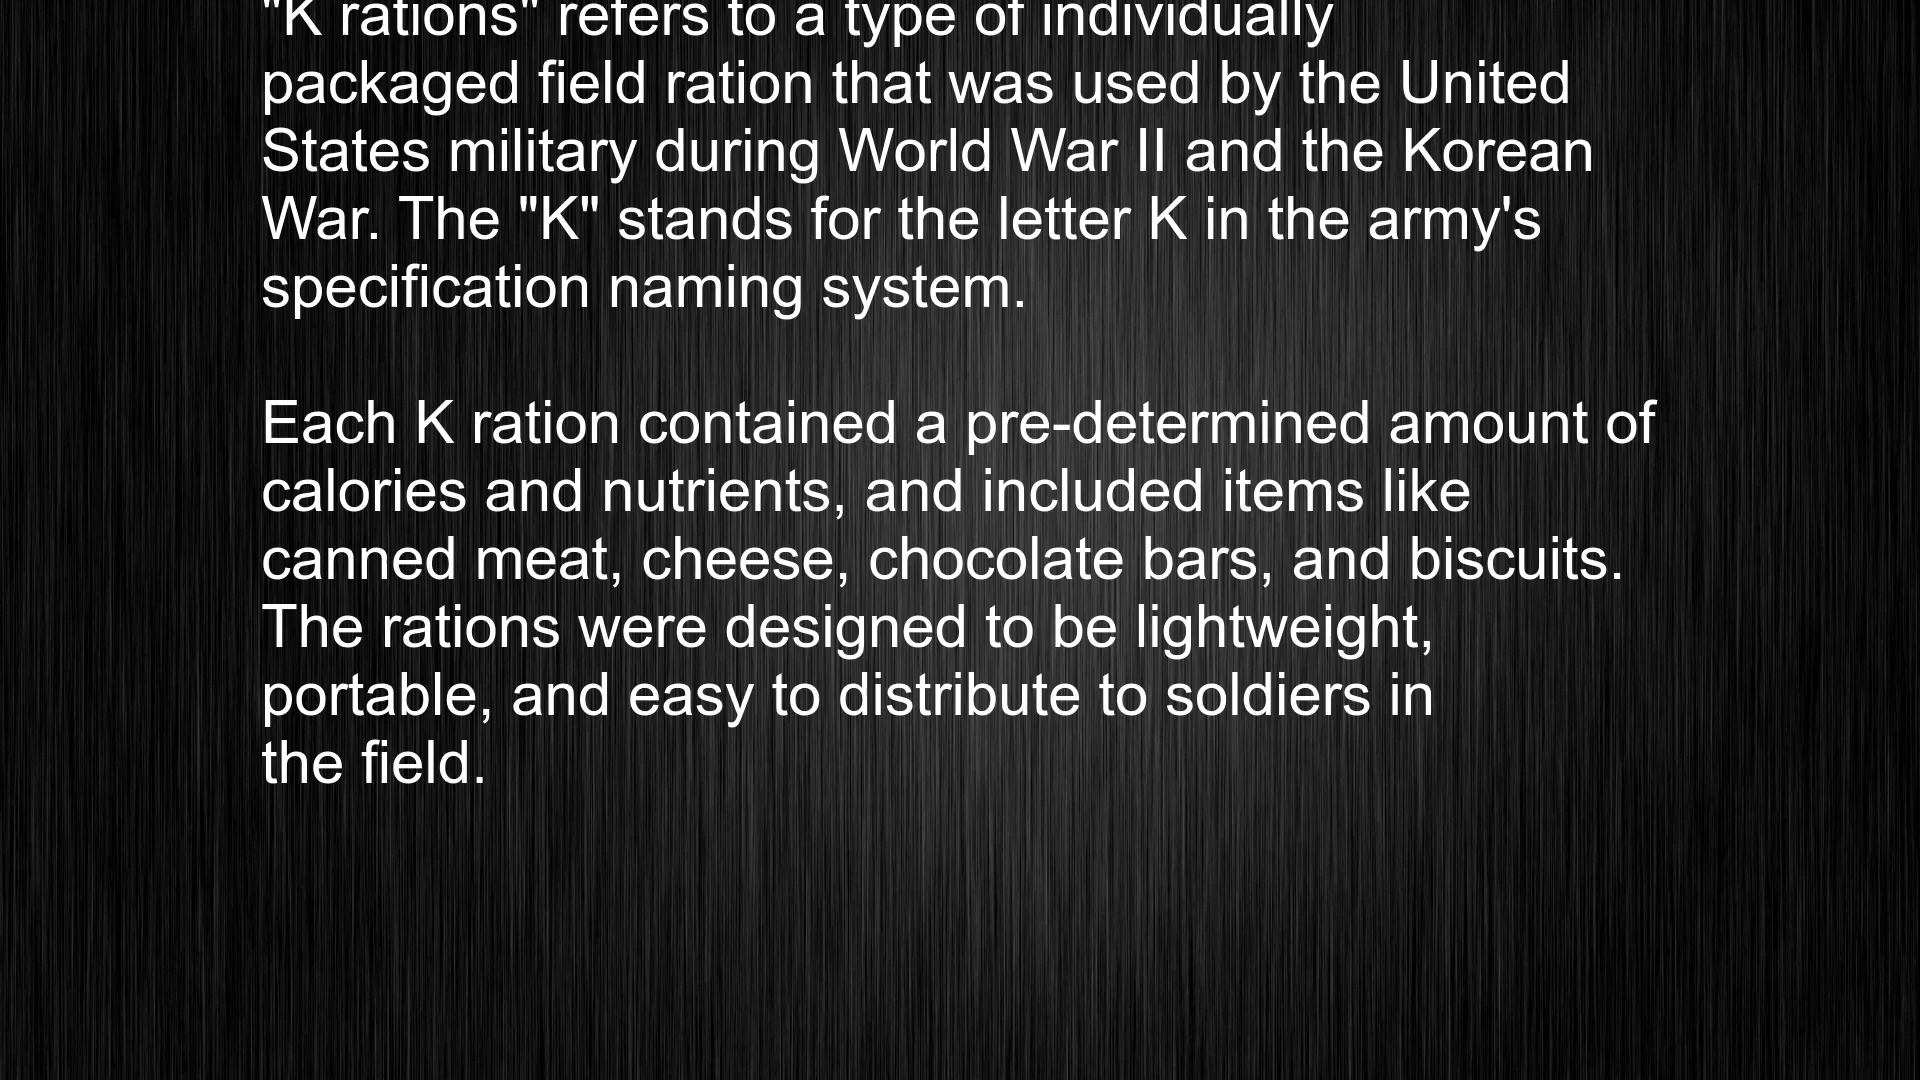 "K rations" refers to a type of individually
packaged field ration that was used by the United
States military during World War II and the Korean
War. The "K" stands for the letter K in the army's
specification naming system.
Each K ration contained a pre-determined amount of
calories and nutrients, and included items like
canned meat, cheese, chocolate bars, and biscuits.
The rations were designed to be lightweight,
portable, and easy to distribute to soldiers in
the field.